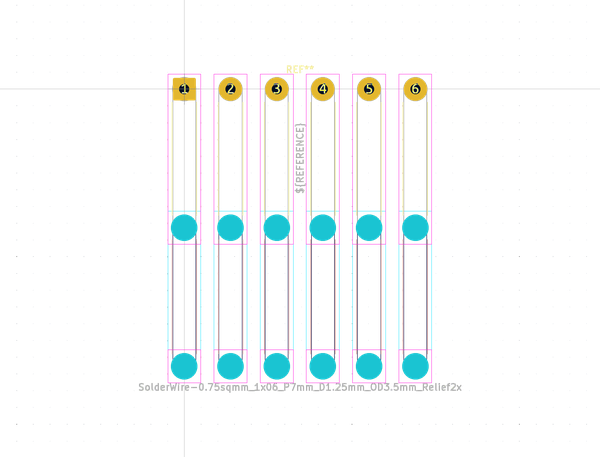 REF**
1 2 3 4 5 6
${REFERENCE}
SolderWire-0.75sqmm_1x06_P7mm_D1.25mm_OD3.5mm_Relief2x